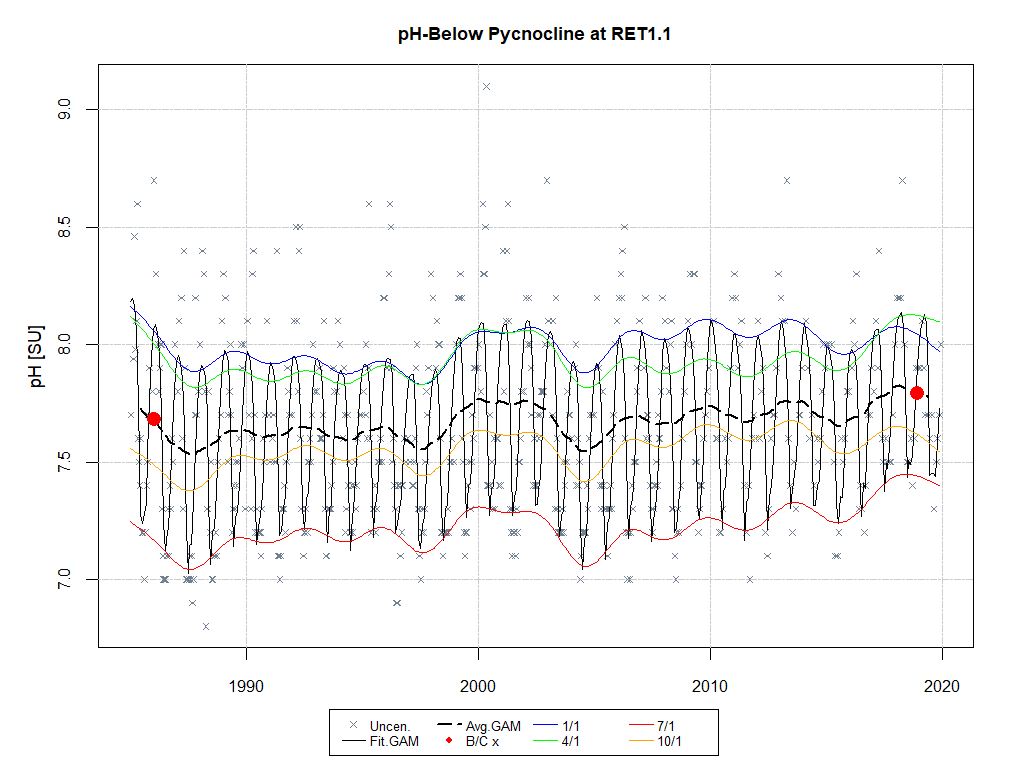 pH-Below Pycnocline at RET1.1
pH [SU]
9.0
8.5
8.0
7.5
7.0
1990 2000 2010 2020
Uncen. Avg.GAM 1/1 7/1
Fit.GAM B/C x 4/1 10/1